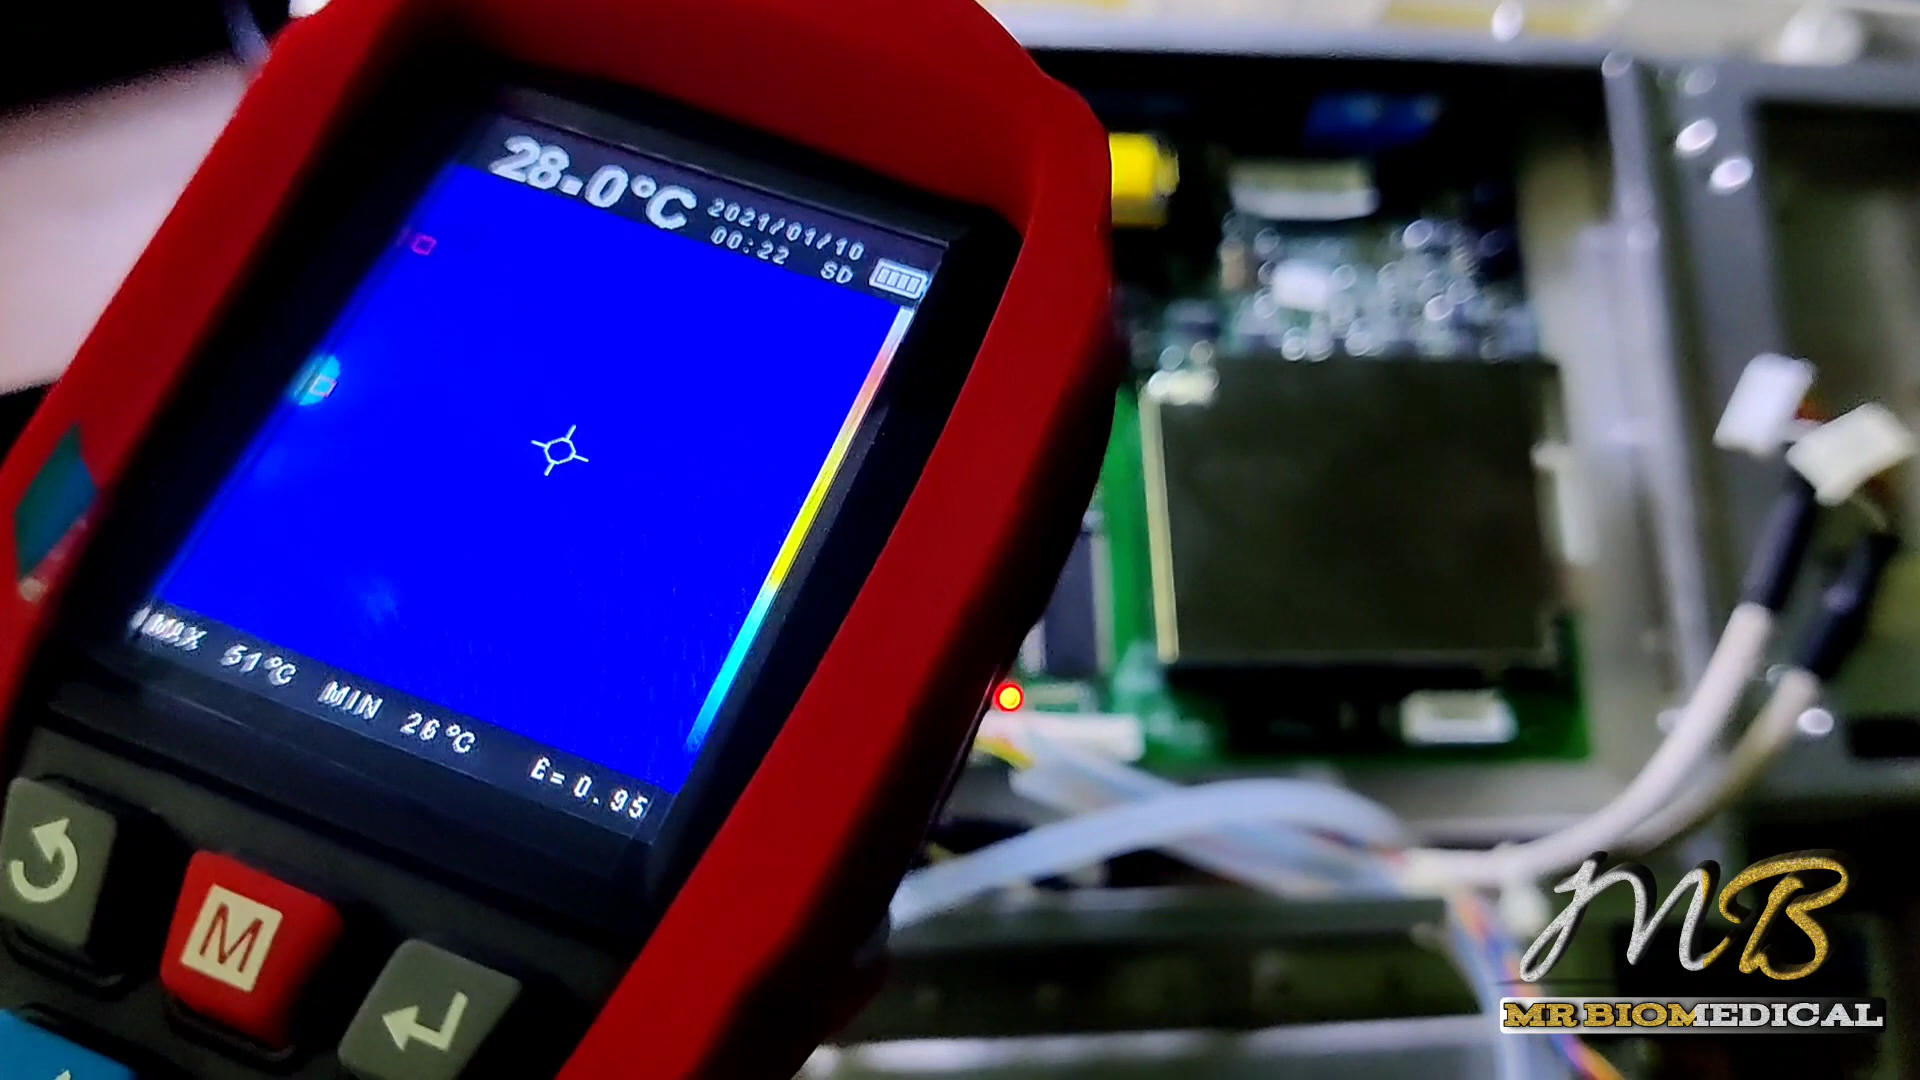 28.0°C
2021/01/10
00:22 SD
MAX 51°C MIN 26°C
E=0.95
M
MB
MR BIOMEDICAL